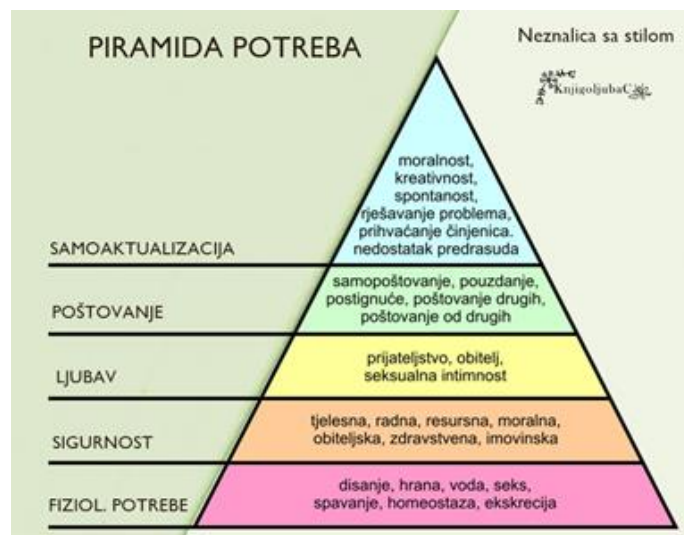 PIRAMIDA POTREBA
Neznalica sa stilom
KnjigoljubaC
moralnost,
kreativnost,
spontanost,
rješavanje problema,
prihvaćanje činjenica.
nedostatak predrasuda
SAMOAKTUALIZACIJA
samopoštovanje, pouzdanje,
postignuće, poštovanje drugih,
poštovanje od drugih
POŠTOVANJE
prijateljstvo, obitelj,
seksualna intimnost
LJUBAV
tjelesna, radna, resursna, moralna,
obiteljska, zdravstvena, imovinska
SIGURNOST
disanje, hrana, voda, seks,
spavanje, homeostaza, ekskrecija
FIZIOL. POTREBE